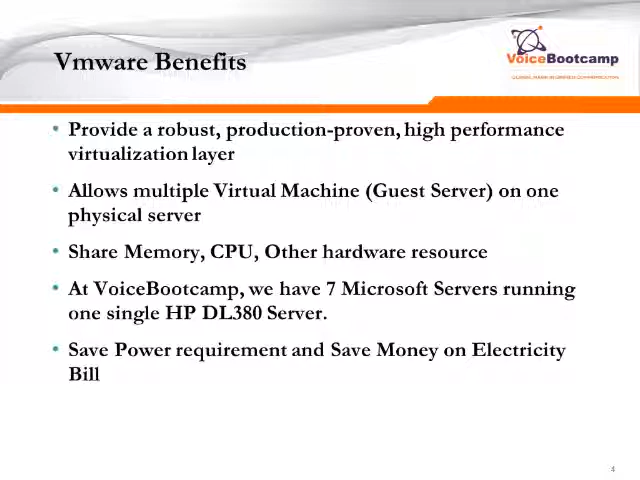 Vmware Benefits
VoiceBootcamp
• Provide a robust, production-proven, high performance
virtualization layer
• Allows multiple Virtual Machine (Guest Server) on one
physical server
• Share Memory, CPU, Other hardware resource
• At VoiceBootcamp, we have 7 Microsoft Servers running
one single HP DL380 Server.
• Save Power requirement and Save Money on Electricity
Bill
4